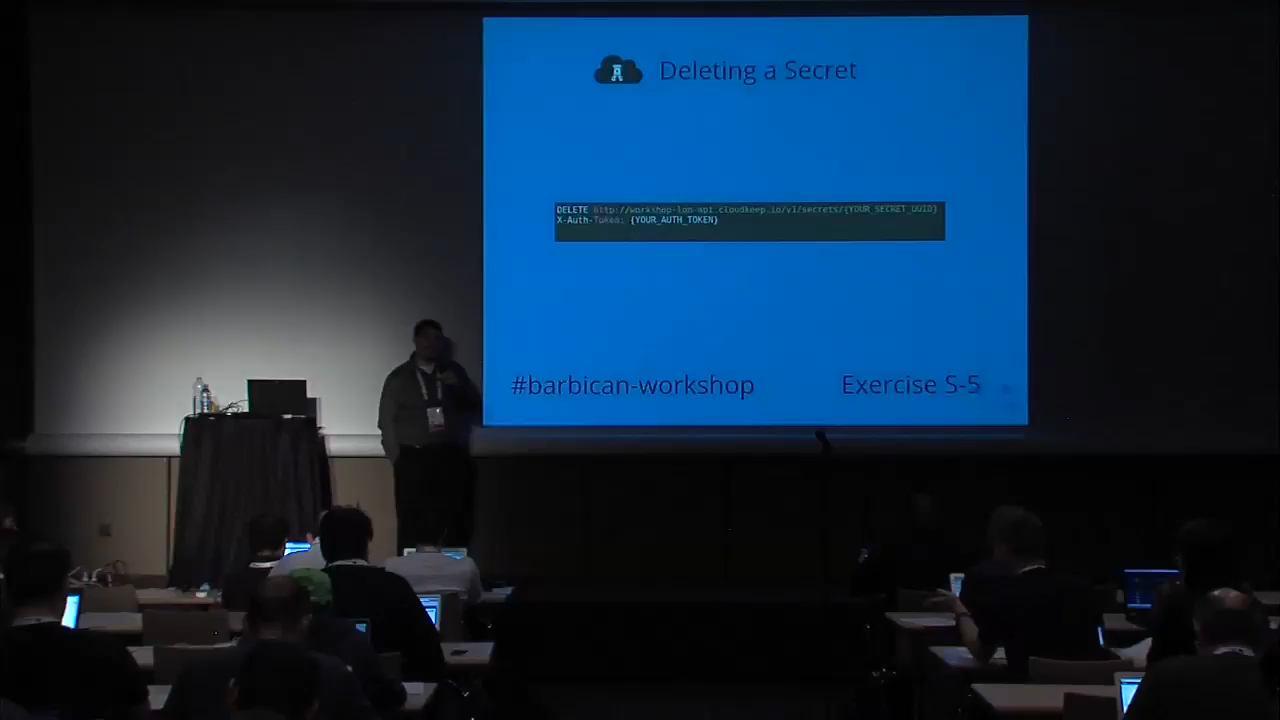 Deleting a Secret
DELETE http://workshop-lon-api.cloudkeep.io/v1/secrets/{YOUR_SECRET_UUID}
X-Auth-Token: {YOUR_AUTH_TOKEN}
#barbican-workshop
Exercise S-5